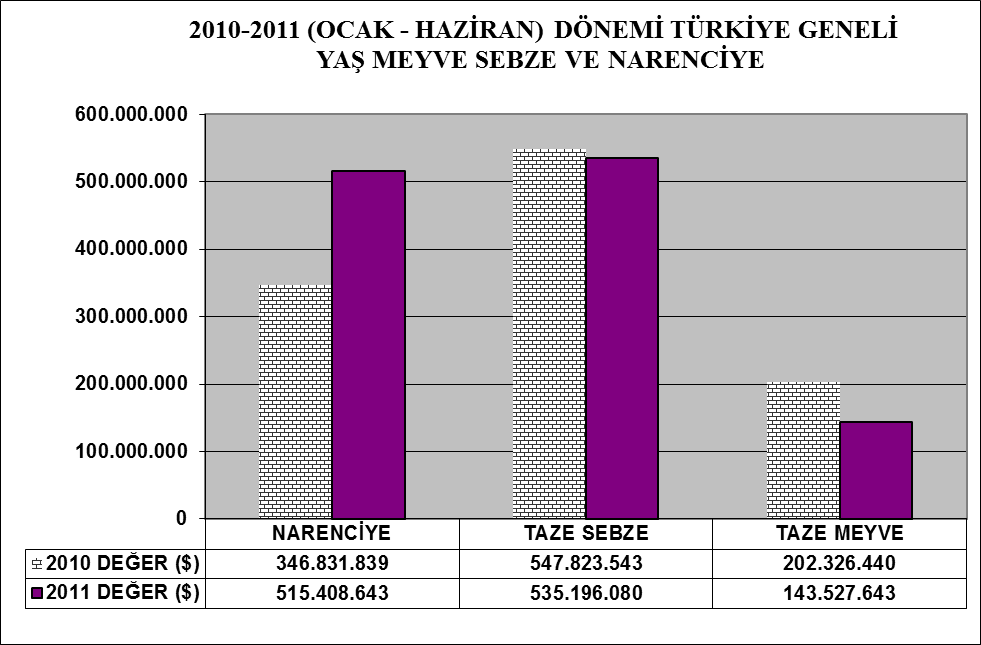 2010-2011 (OCAK - HAZİRAN) DÖNEMİ TÜRKİYE GENELİ
YAŞ MEYVE SEBZE VE NARENCİYE
600.000.000
500.000.000
400.000.000
300.000.000
200.000.000
100.000.000
0
NARENCİYE TAZE SEBZE TAZE MEYVE
2010 DEĞER ($) 346.831.839 547.823.543 202.326.440
2011 DEĞER ($) 515.408.643 535.196.080 143.527.643